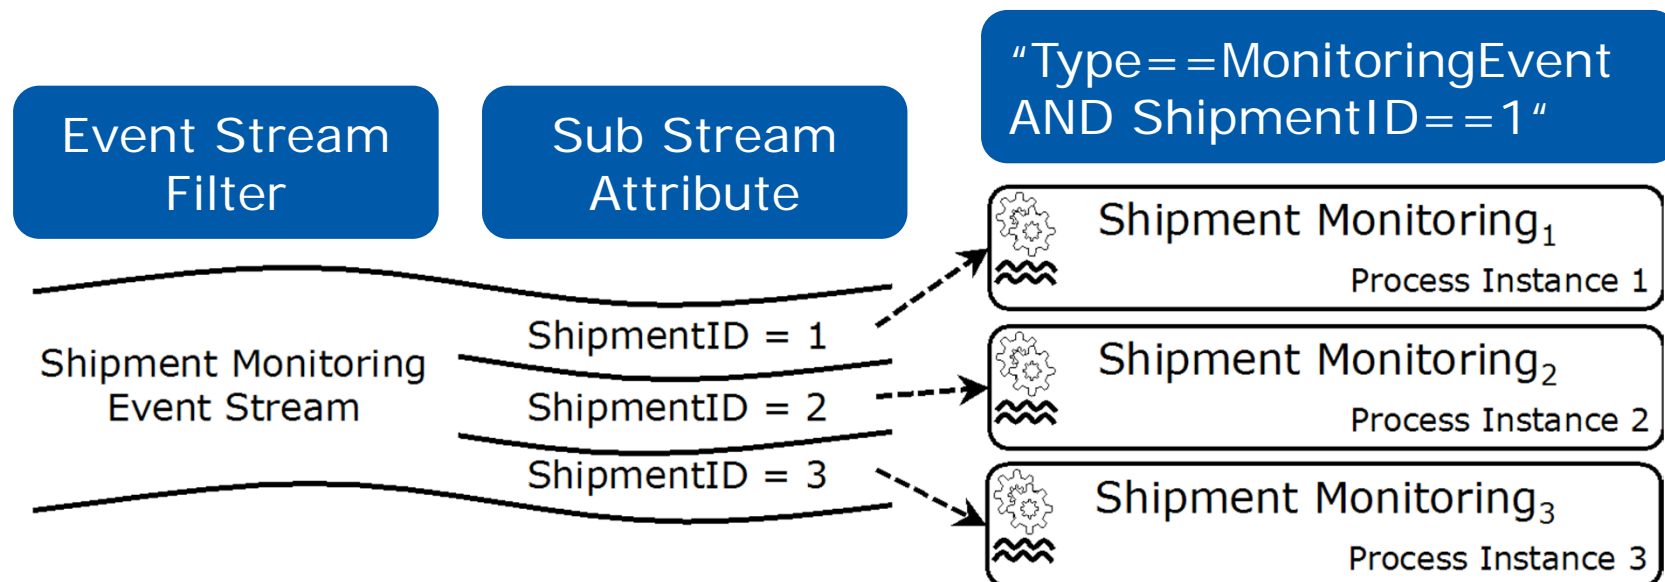 Event Stream
Filter
Sub Stream
Attribute
"Type==MonitoringEvent
AND ShipmentID==1"
Shipment Monitoring
Event Stream
ShipmentID = 1
ShipmentID = 2
ShipmentID = 3
Shipment Monitoring₁
Process Instance 1
Shipment Monitoring₂
Process Instance 2
Shipment Monitoring₃
Process Instance 3